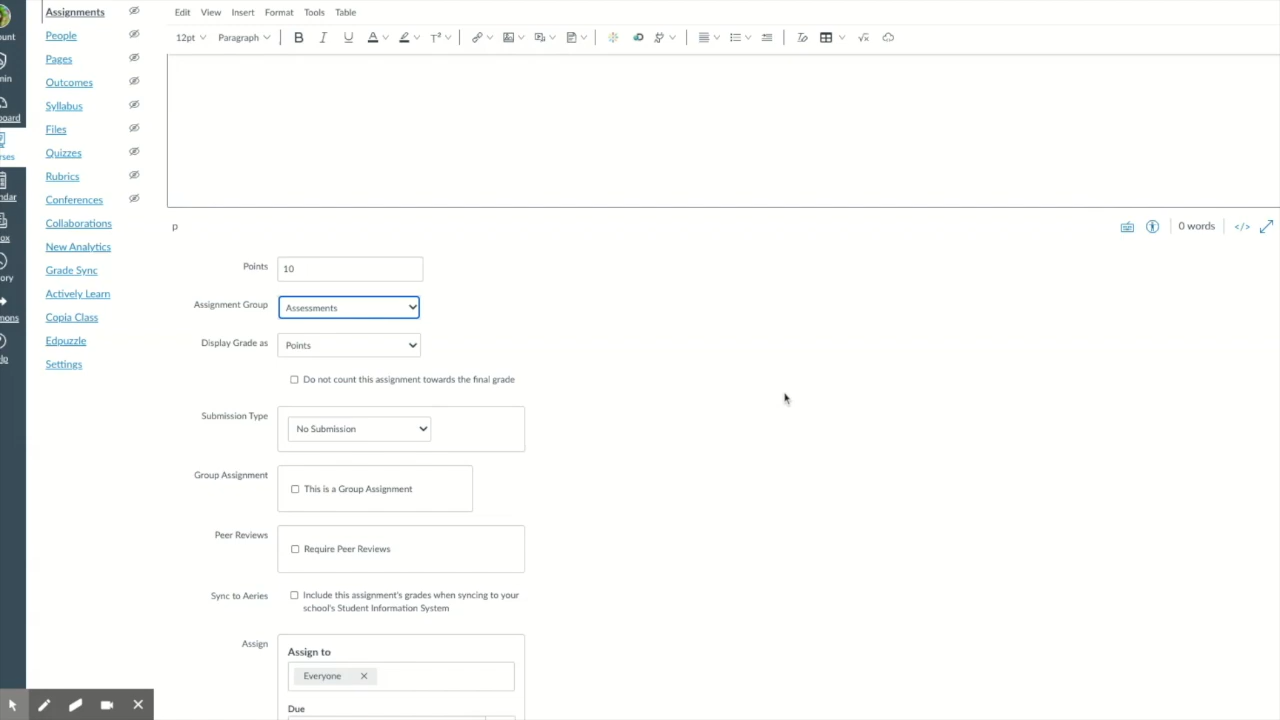 Assignments
People
Pages
Outcomes
Syllabus
Files
Quizzes
Rubrics
Conferences
Collaborations
New Analytics
Grade Sync
Actively Learn
Copia Class
Edpuzzle
Settings
Edit View Insert Format Tools Table
12pt Paragraph B I U A T²
p
0 words </>
Points 10
Assignment Group Assessments
Display Grade as Points
Do not count this assignment towards the final grade
Submission Type No Submission
Group Assignment This is a Group Assignment
Peer Reviews Require Peer Reviews
Sync to Aeries Include this assignment's grades when syncing to your
school's Student Information System
Assign
Assign to
Everyone
Due